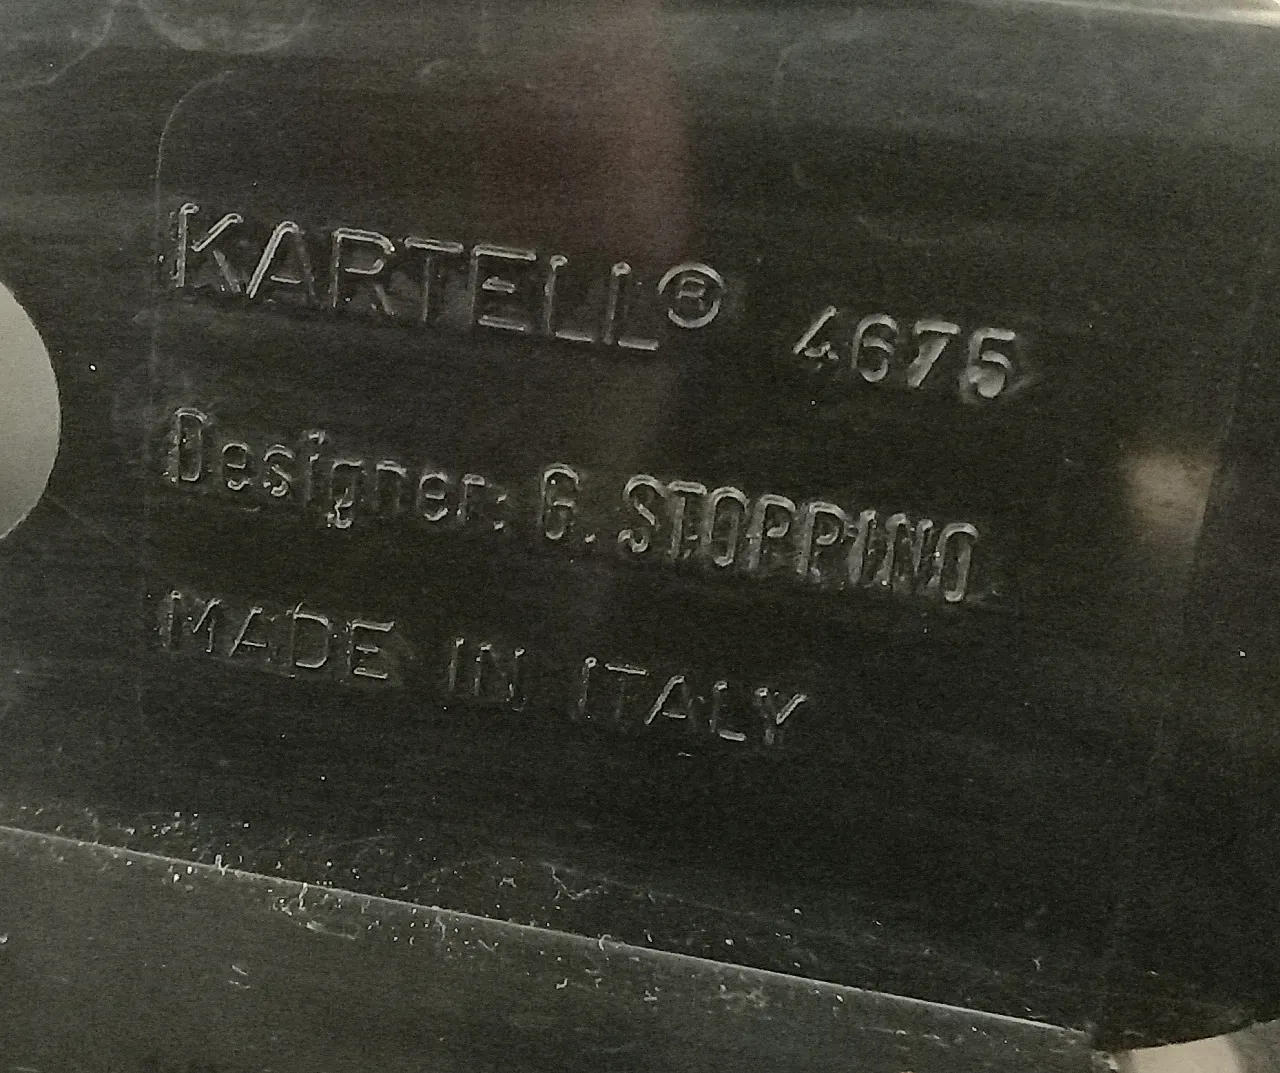 KARTELL® 4675
Designer: G. STOPPINO
MADE IN ITALY